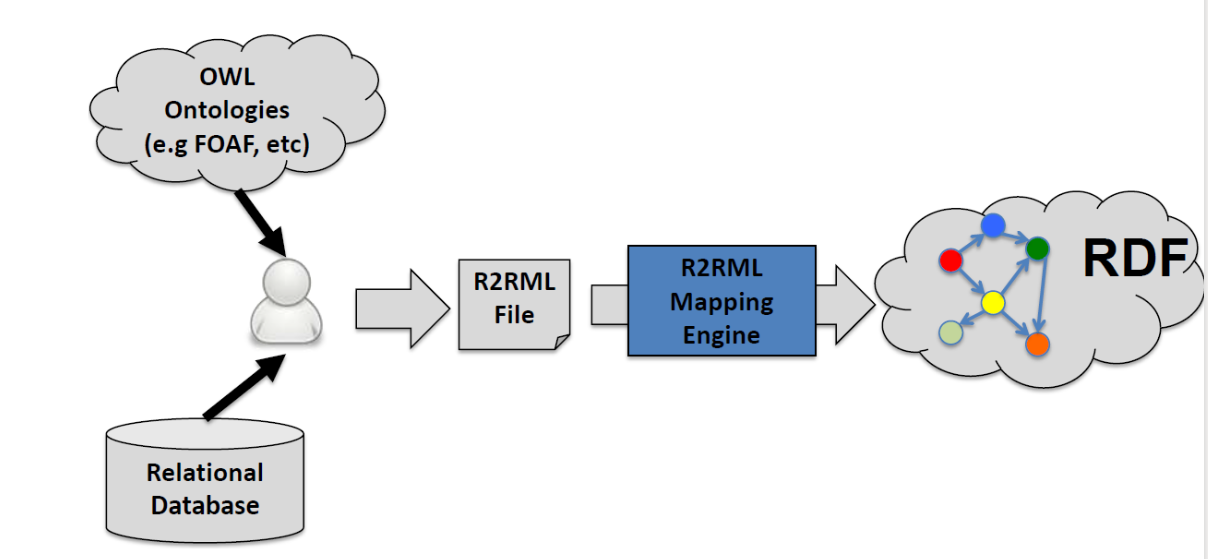 OWL
Ontologies
(e.g FOAF, etc)
R2RML
File
R2RML
Mapping
Engine
RDF
Relational
Database